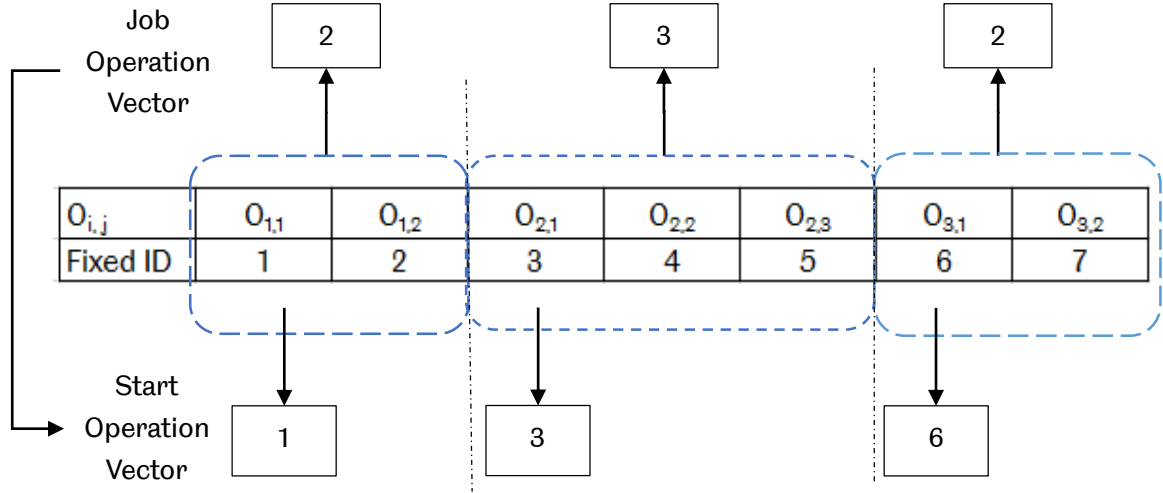 Job
Operation
Vector
2
3
2
Oi,j O1,1 O1,2 O2,1 O2,2 O2,3 O3,1 O3,2
Fixed ID 1 2 3 4 5 6 7
Start
Operation
Vector
1
3
6